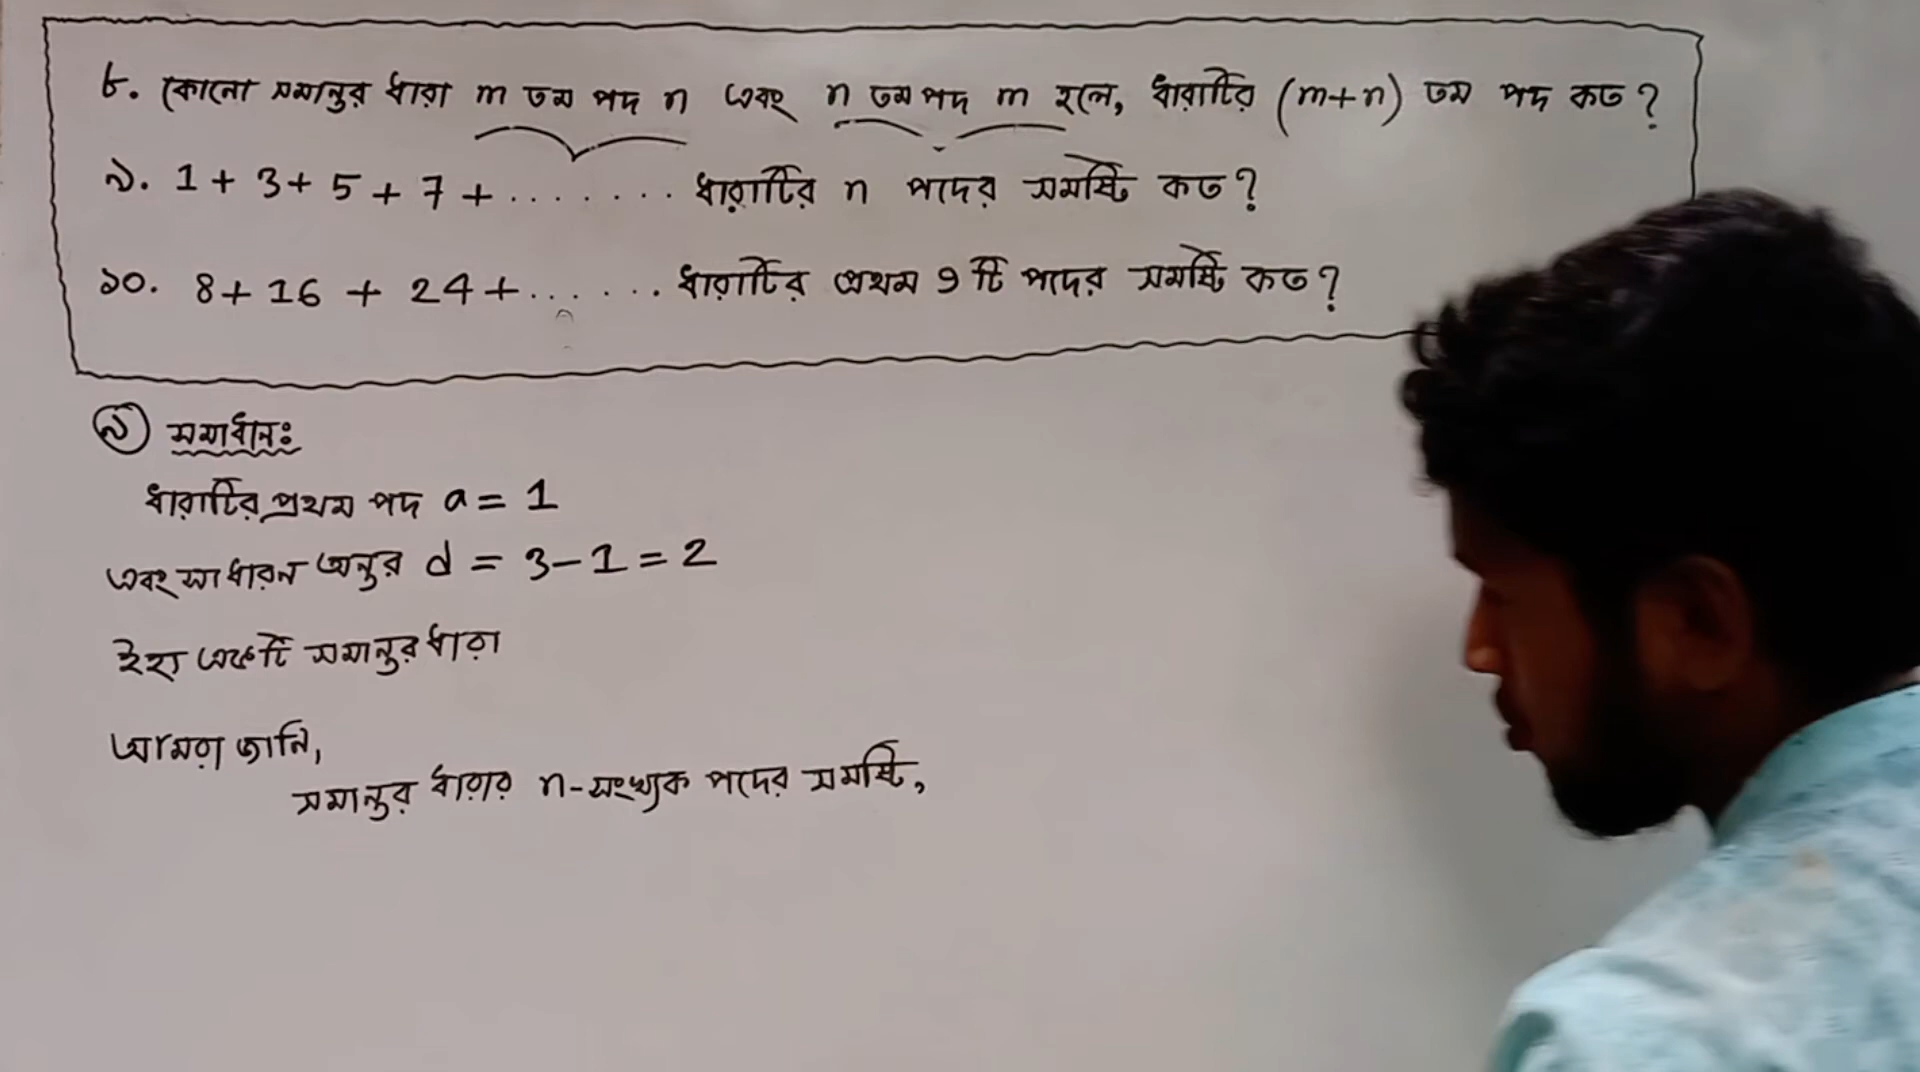 ৮. কোনো সমান্তর ধারা m তম পদ n এবং n তম পদ m হলে, ধারাটির (m+n) তম পদ কত?
৯. 1 + 3 + 5 + 7 + ........ ধারাটির n পদের সমষ্টি কত?
১০. 8 + 16 + 24 + ...... ধারাটির প্রথম 9 টি পদের সমষ্টি কত?
৯ সমাধানঃ
ধারাটির প্রথম পদ a = 1
এবং সাধারন অন্তর d = 3 - 1 = 2
ইহা একটি সমান্তর ধারা
আমরা জানি,
সমান্তর ধারার n-সংখ্যক পদের সমষ্টি,